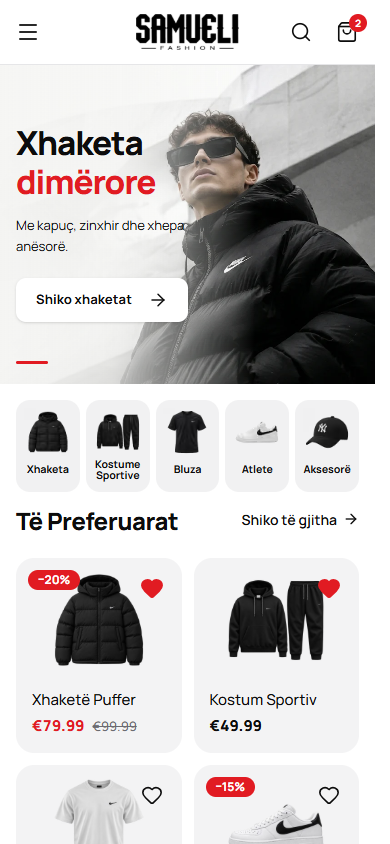 SAMUELI
FASHION
2
Xhaketa
dimërore
Me kapuç, zinxhir dhe xhepa
anësorë.
Shiko xhaketat
Xhaketa
Kostume
Sportive
Bluza
Atlete
Aksesorë
Të Preferuarat
Shiko të gjitha
−20%
Xhaketë Puffer
€79.99 €99.99
Kostum Sportiv
€49.99
−15%